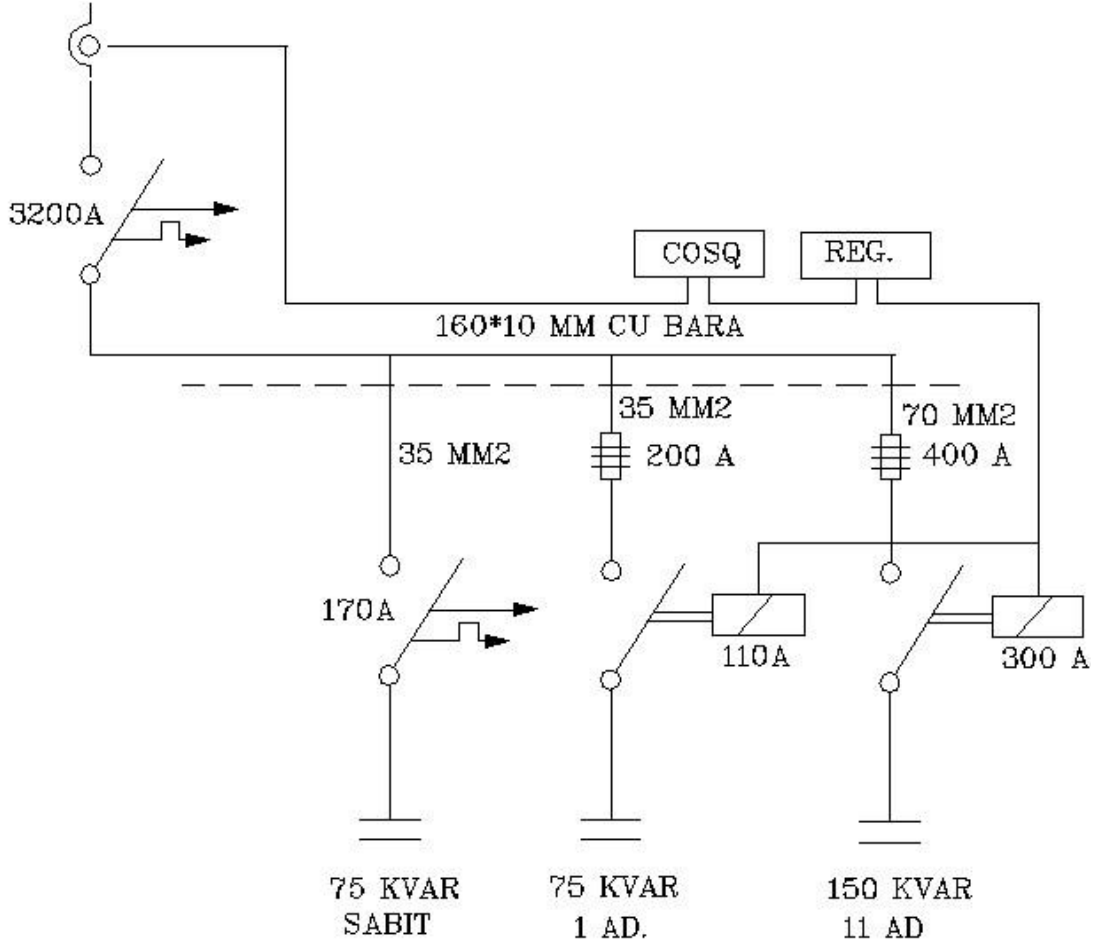 3200A
COSQ
REG.
160*10 MM CU BARA
35 MM2
35 MM2
200 A
70 MM2
400 A
170A
110A
300 A
75 KVAR
SABIT
75 KVAR
1 AD.
150 KVAR
11 AD